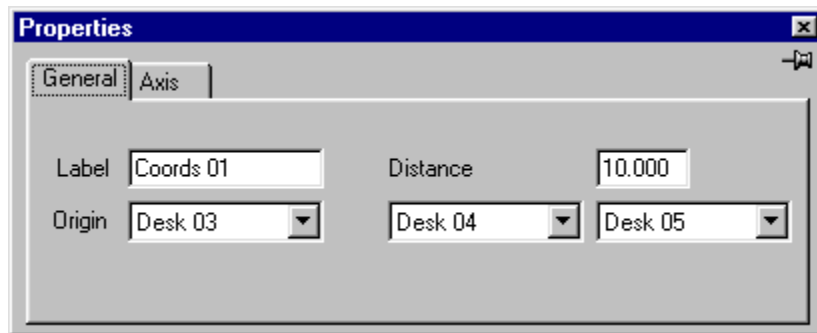 Properties
General Axis
Label Coords 01 Distance 10.000
Origin Desk 03 Desk 04 Desk 05